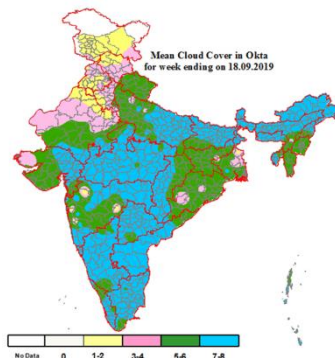 Mean Cloud Cover in Okta
for week ending on 18.09.2019
No Data 0 1-2 3-4 5-6 7-8